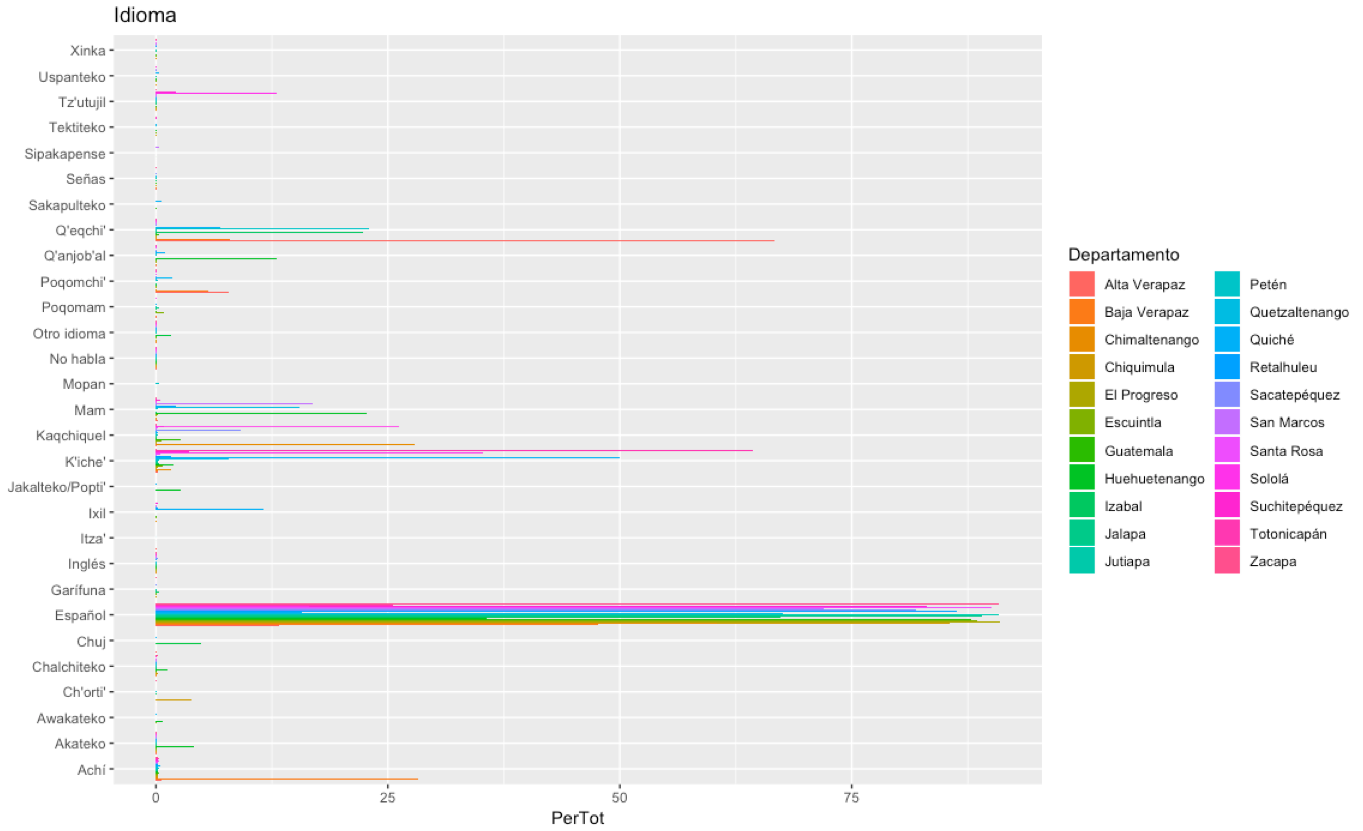 Idioma
Xinka
Uspanteko
Tz'utujil
Tektiteko
Sipakapense
Señas
Sakapulteko
Q'eqchi'
Q'anjob'al
Poqomchi'
Poqomam
Otro idioma
No habla
Mopan
Mam
Kaqchiquel
K'iche'
Jakalteko/Popti'
Ixil
Itza'
Inglés
Garífuna
Español
Chuj
Chalchiteko
Ch'orti'
Awakateko
Akateko
Achí
0 25 50 75
PerTot
Departamento
Alta Verapaz
Baja Verapaz
Chimaltenango
Chiquimula
El Progreso
Escuintla
Guatemala
Huehuetenango
Izabal
Jalapa
Jutiapa
Petén
Quetzaltenango
Quiché
Retalhuleu
Sacatepéquez
San Marcos
Santa Rosa
Sololá
Suchitepéquez
Totonicapán
Zacapa